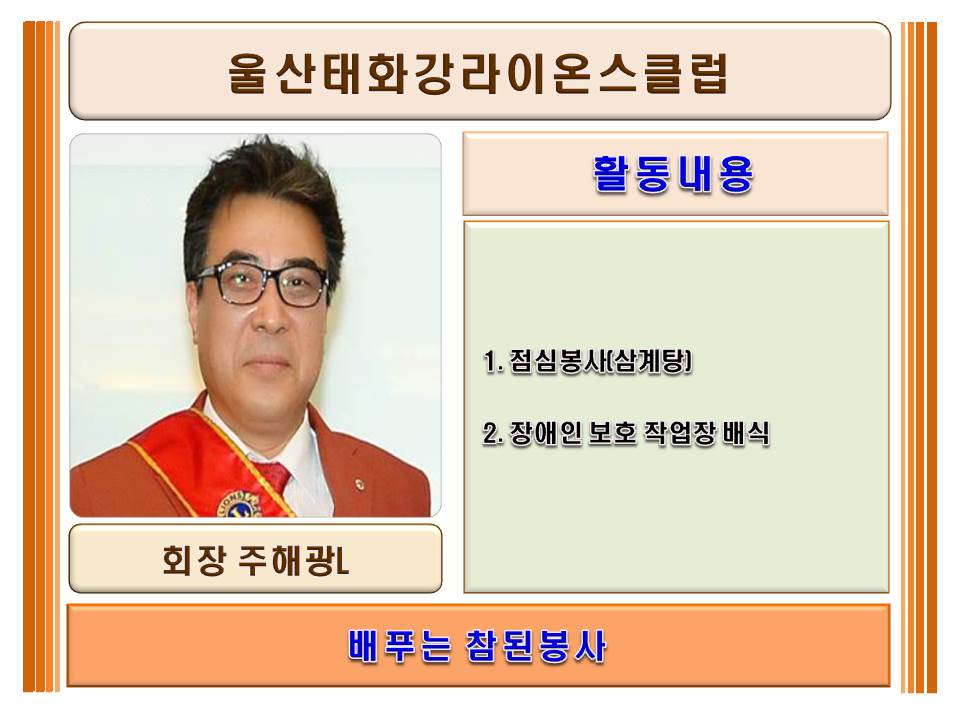 울산태화강라이온스클럽
활동내용
1. 점심봉사(삼계탕)
2. 장애인 보호 작업장 배식
LIONS
회장 주해광L
배푸는 참된봉사